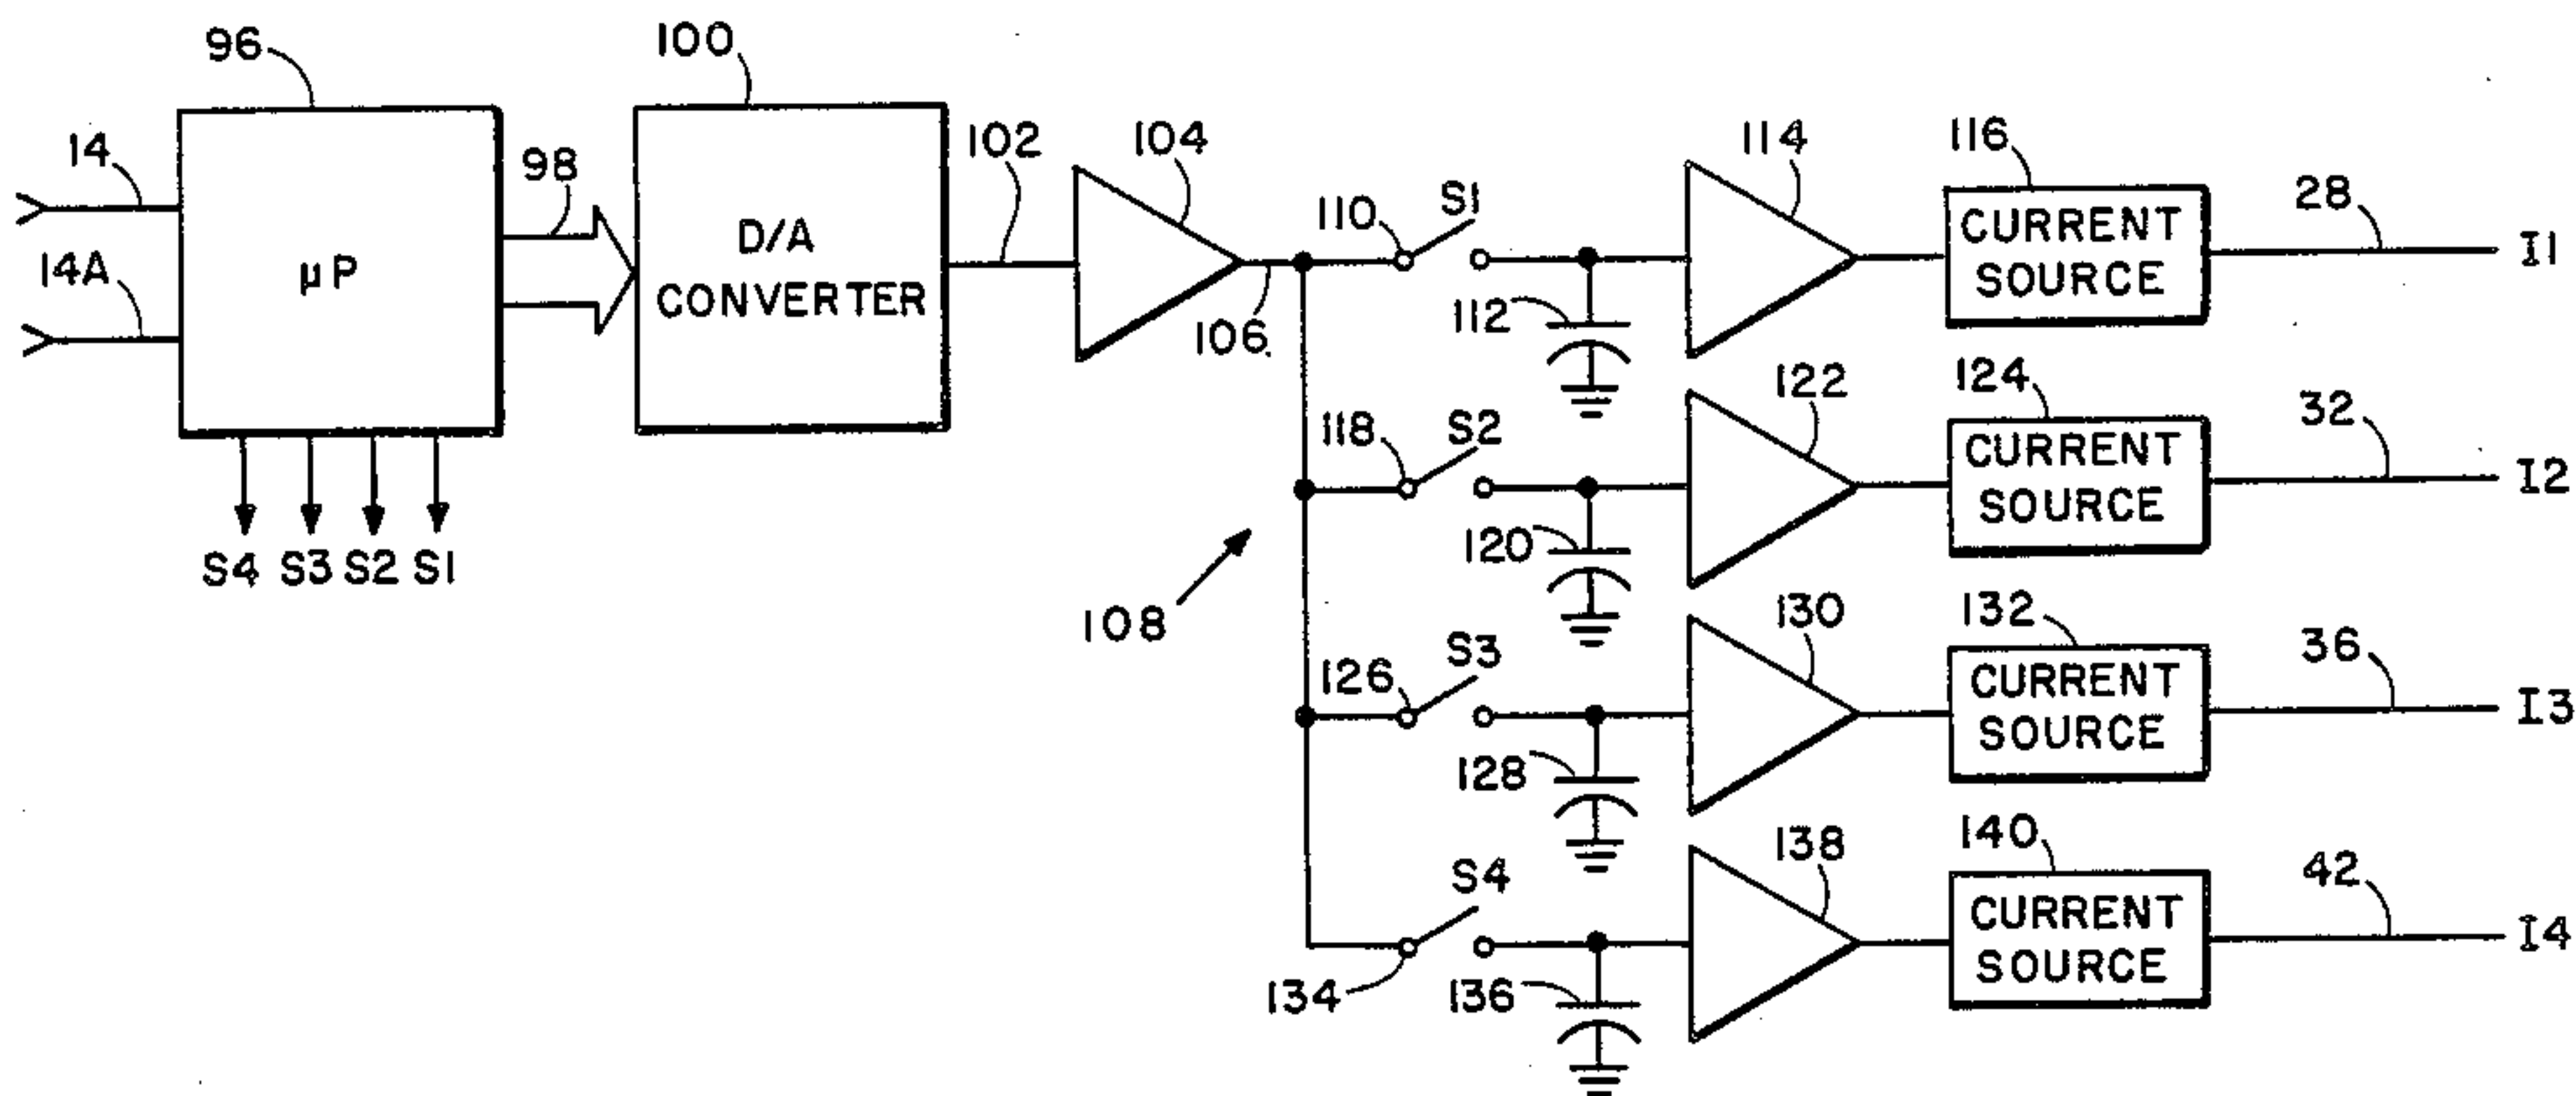 96
100
14
14A
μP
98
D/A
CONVERTER
102
104
106
S4 S3 S2 S1
108
110
S1
112
114
116
CURRENT
SOURCE
28
I1
118
S2
120
122
124
CURRENT
SOURCE
32
I2
126
S3
128
130
132
CURRENT
SOURCE
36
I3
134
S4
136
138
140
CURRENT
SOURCE
42
I4